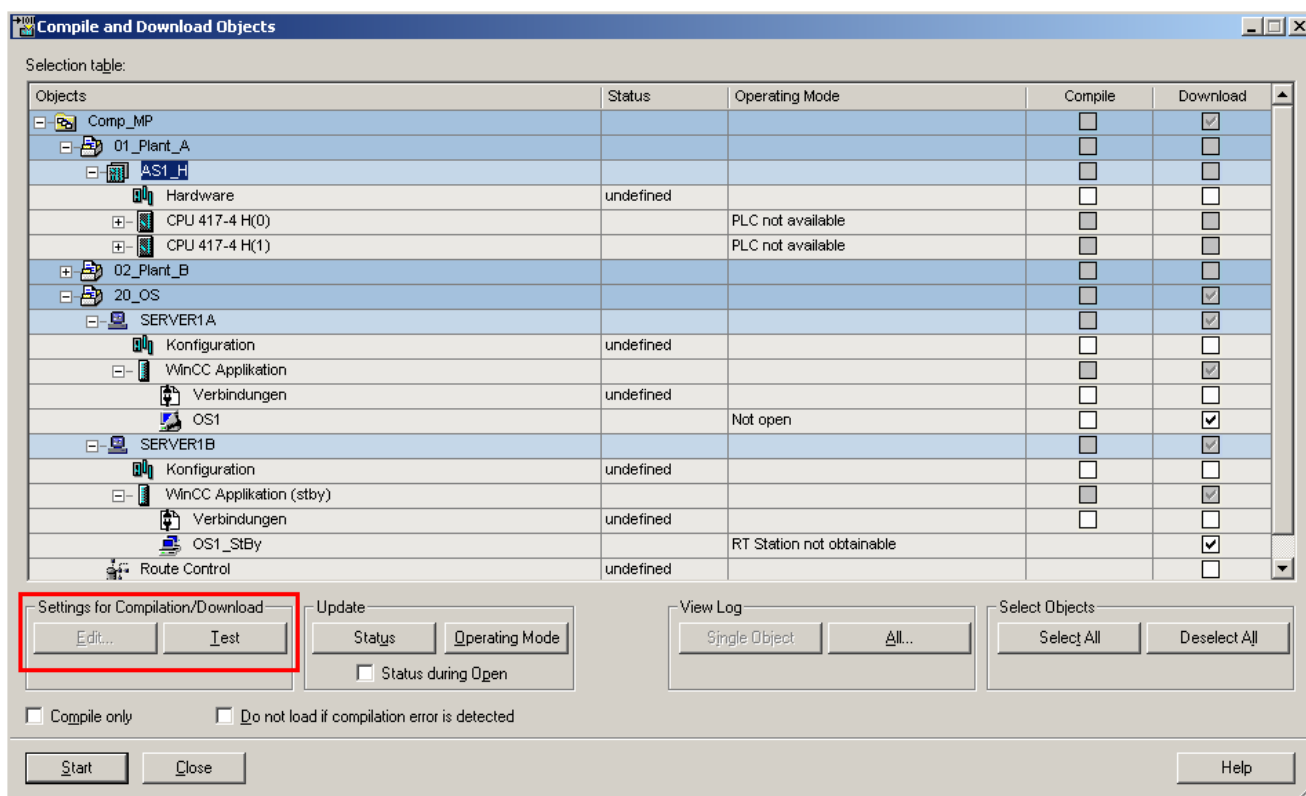 Compile and Download Objects
Selection table:
Objects Status Operating Mode Compile Download
Comp_MP
01_Plant_A
AS1_H
Hardware undefined
CPU 417-4 H(0) PLC not available
CPU 417-4 H(1) PLC not available
02_Plant_B
20_OS
SERVER1A
Konfiguration undefined
WinCC Applikation
Verbindungen undefined
OS1 Not open
SERVER1B
Konfiguration undefined
WinCC Applikation (stby)
Verbindungen undefined
OS1_StBy RT Station not obtainable
Route Control undefined
Settings for Compilation/Download Update View Log Select Objects
Edit... Test Status Operating Mode Single Object All... Select All Deselect All
Status during Open
Compile only Do not load if compilation error is detected
Start Close Help